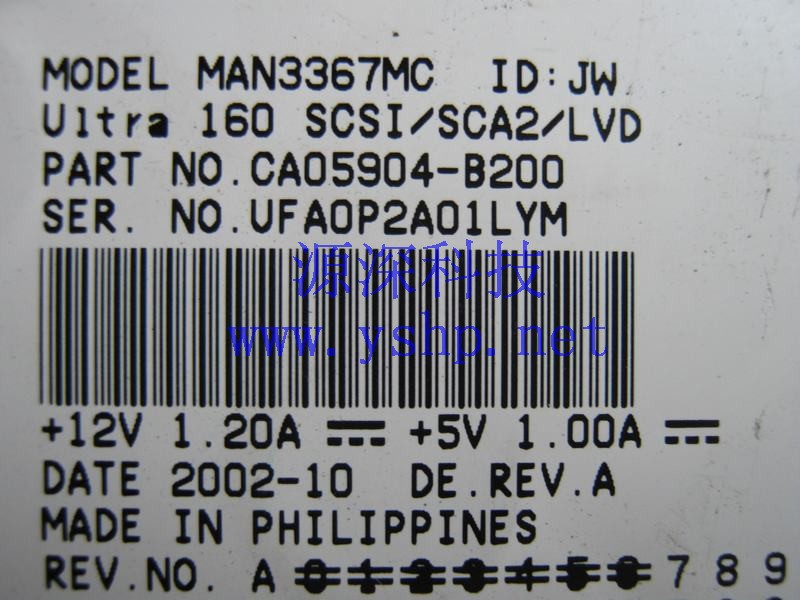 MODEL MAN3367MC ID:JW
Ultra 160 SCSI/SCA2/LVD
PART NO.CA05904-B200
SER. NO.UFA0P2A01LYM
源深科技
www.yshp.net
+12V 1.20A +5V 1.00A
DATE 2002-10 DE.REV.A
MADE IN PHILIPPINES
REV.NO. A 0 1 2 3 4 5 6 7 8 9